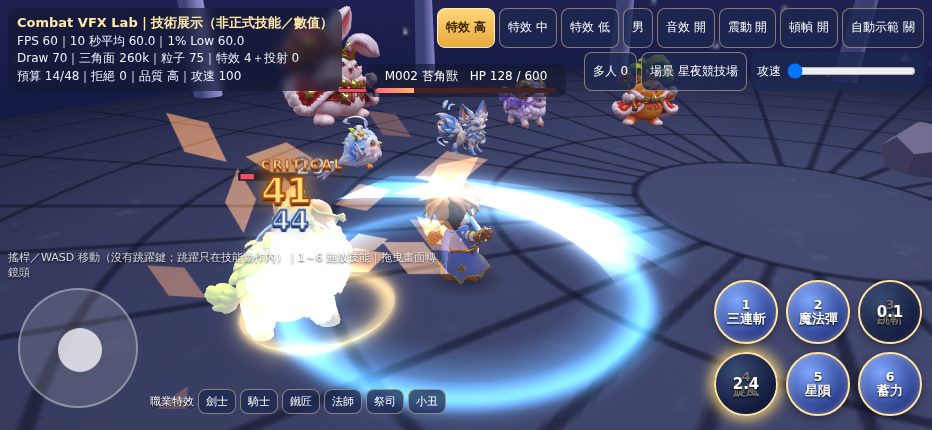 Combat VFX Lab｜技術展示（非正式技能／數值）
FPS 60｜10 秒平均 60.0｜1% Low 60.0
Draw 70｜三角面 260k｜粒子 75｜特效 4＋投射 0
預算 14/48｜拒絕 0｜品質 高｜攻速 100
特效 高
特效 中
特效 低
男
音效 開
震動 開
頓幀 開
自動示範 關
多人 0
場景 星夜競技場
攻速
M002 苔角獸 HP 128 / 600
CRITICAL
41
44
搖桿／WASD 移動（沒有跳躍鍵；跳躍只在技能動作內）｜1～6 施放技能｜拖曳畫面轉
鏡頭
1
三連斬
2
魔法彈
3
0.1
跳斬
4
2.4
旋風
5
星隕
6
蓄力
職業特效
劍士
騎士
鐵匠
法師
祭司
小丑